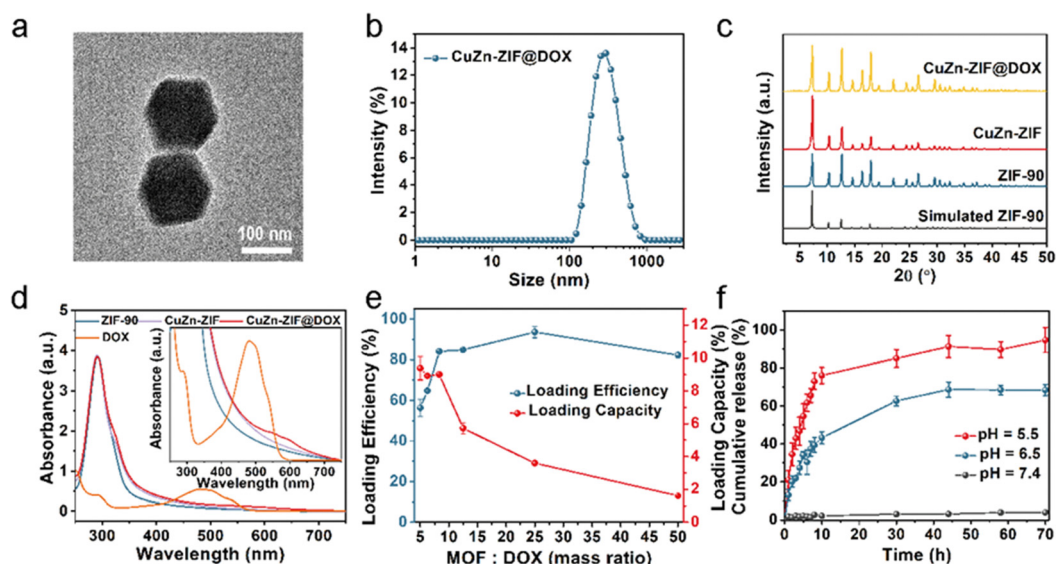 a
100 nm
b
CuZn-ZIF@DOX
Intensity (%)
14
12
10
8
6
4
2
0
1
10
100
1000
Size (nm)
c
CuZn-ZIF@DOX
CuZn-ZIF
ZIF-90
Simulated ZIF-90
Intensity (a.u.)
5 10 15 20 25 30 35 40 45 50
2θ (°)
d
ZIF-90 CuZn-ZIF CuZn-ZIF@DOX
DOX
Absorbance (a.u.)
5
4
3
2
1
0
300 400 500 600 700
Wavelength (nm)
Absorbance (a.u.)
300 400 500 600 700
Wavelength (nm)
e
Loading Efficiency (%)
100
80
60
40
20
0
Loading Efficiency
Loading Capacity
5 10 15 20 25 30 35 40 45 50
MOF : DOX (mass ratio)
12
10
8
6
4
2
0
Loading Capacity (%)
f
Cumulative release (%)
100
90
80
70
60
50
40
30
20
10
0
pH = 5.5
pH = 6.5
pH = 7.4
0 10 20 30 40 50 60 70
Time (h)